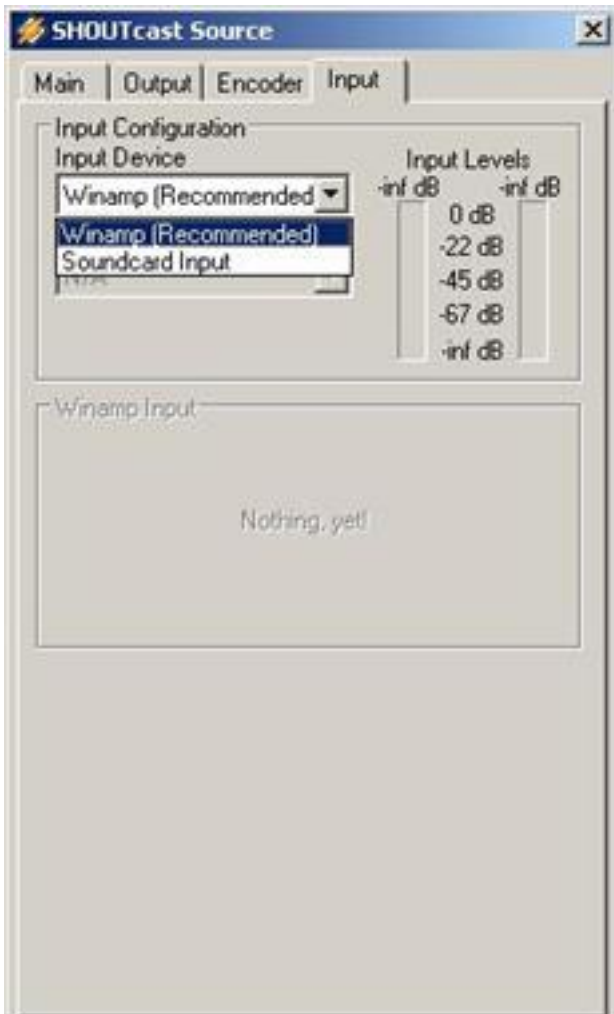 SHOUTcast Source
Main Output Encoder Input
Input Configuration
Input Device
Winamp (Recommended
Winamp (Recommended)
Soundcard Input
N/A
Input Levels
-inf dB -inf dB
0 dB
-22 dB
-45 dB
-67 dB
-inf dB
Winamp Input
Nothing, yet!